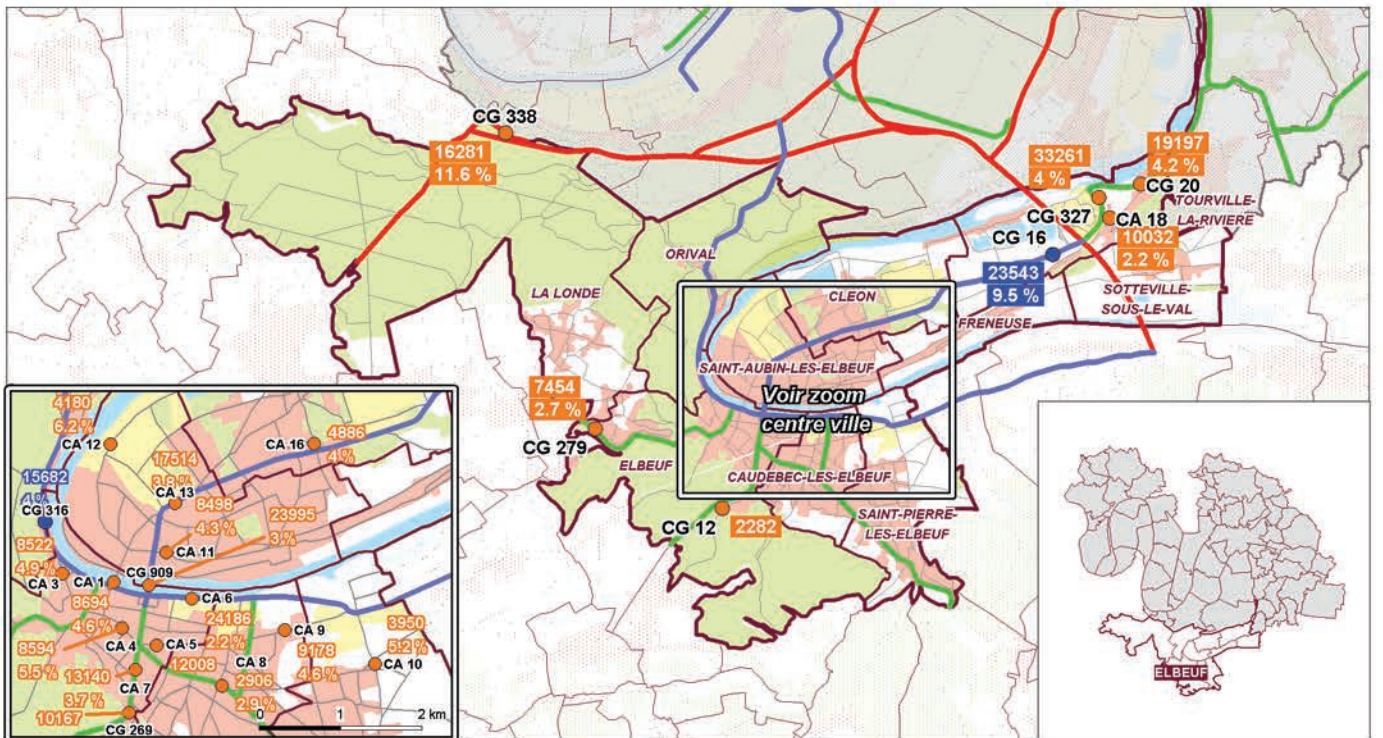 CG 338
16281
11.6 %
33261
4 %
19197
4.2 %
CG 20
TOURVILLE-
LA-RIVIERE
CG 327
CA 18
10032
2.2 %
CG 16
23543
9.5 %
ORIVAL
CLEON
LA LONDE
SOTTEVILLE-
SOUS-LE-VAL
FRENEUSE
SAINT-AUBIN-LES-ELBEUF
Voir zoom
centre ville
7454
2.7 %
CG 279
ELBEUF
CAUDEBEC-LES-ELBEUF
CG 12
2282
SAINT-PIERRE-
LES-ELBEUF
4180
6.2 %
CA 12
CA 16
4886
4 %
15682
4 %
CG 316
17514
3.8 %
CA 13
8498
4.3 %
23995
3 %
CA 11
8522
4.9 %
CA 3
CA 1
CG 909
CA 6
8694
4.6 %
CA 4
CA 5
24186
2.2 %
CA 9
9178
4.6 %
3950
5.2 %
CA 10
8594
5.5 %
13140
CA 7
12008
CA 8
2906
2.9 %
3.7 %
10167
CG 269
0 1 2 km
ELBEUF